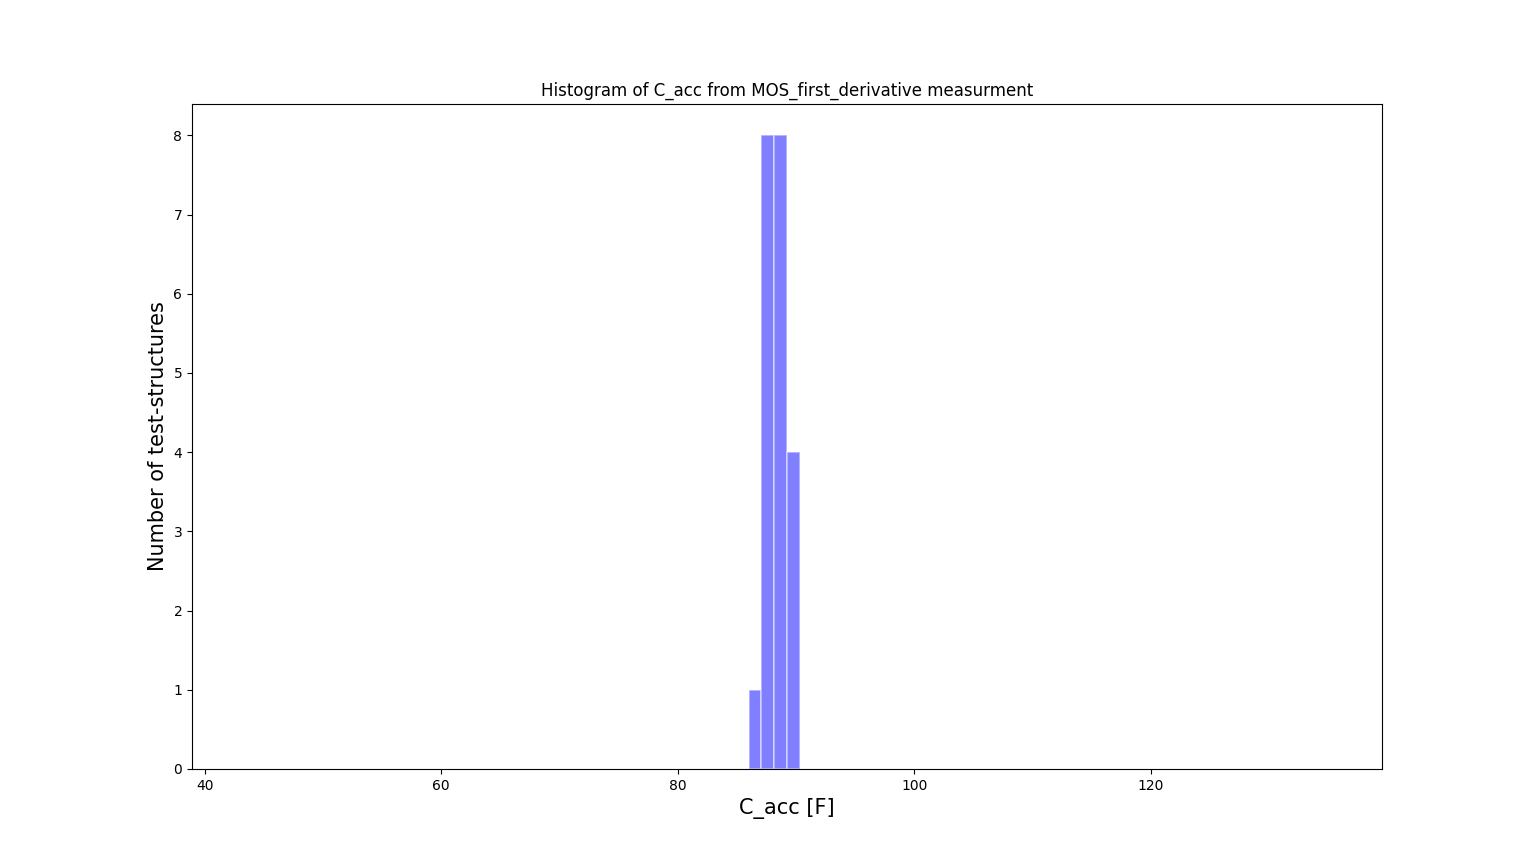 Histogram of C_acc from MOS_first_derivative measurment
8
7
6
5
4
3
2
1
0
Number of test-structures
40 60 80 100 120
C_acc [F]